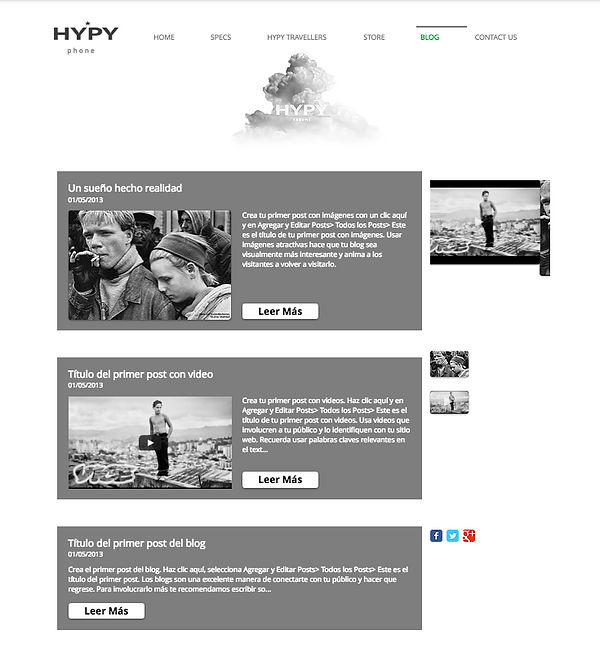 HYPY
phone
HOME SPECS HYPY TRAVELLERS STORE BLOG CONTACT US
HYPY
Un sueño hecho realidad
01/05/2013
Crea tu primer post con imágenes con un clic aquí
y en Agregar y Editar Posts> Todos los Posts> Este
es el título de tu primer post con imágenes. Usar
imágenes atractivas hace que tu blog sea
visualmente más interesante y anima a los
visitantes a volver a visitarlo.
Leer Más
Título del primer post con video
01/05/2013
Crea tu primer post con videos. Haz clic aquí y en
Agregar y Editar Posts> Todos los Posts> Este es el
título de tu primer post con videos. Usa videos que
involucren a tu público y lo identifiquen con tu sitio
web. Recuerda usar palabras claves relevantes en
el text...
Leer Más
Título del primer post del blog
01/05/2013
Crea el primer post del blog. Haz clic aquí, selecciona Agregar y Editar Posts> Todos los Posts> Este es el
título del primer post. Los blogs son una excelente manera de conectarte con tu público y hacer que
regrese. Para involucrarlo más te recomendamos escribir so...
Leer Más